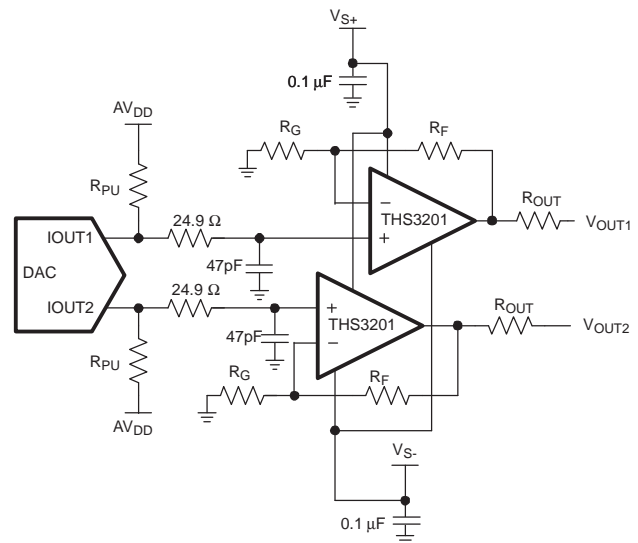 VS+
0.1 µF
AVDD
RG
RF
RPU
24.9 Ω
THS3201
ROUT
VOUT1
IOUT1
DAC
47pF
24.9 Ω
IOUT2
THS3201
ROUT
VOUT2
47pF
RPU
RG
RF
AVDD
VS-
0.1 µF
−
+
+
−